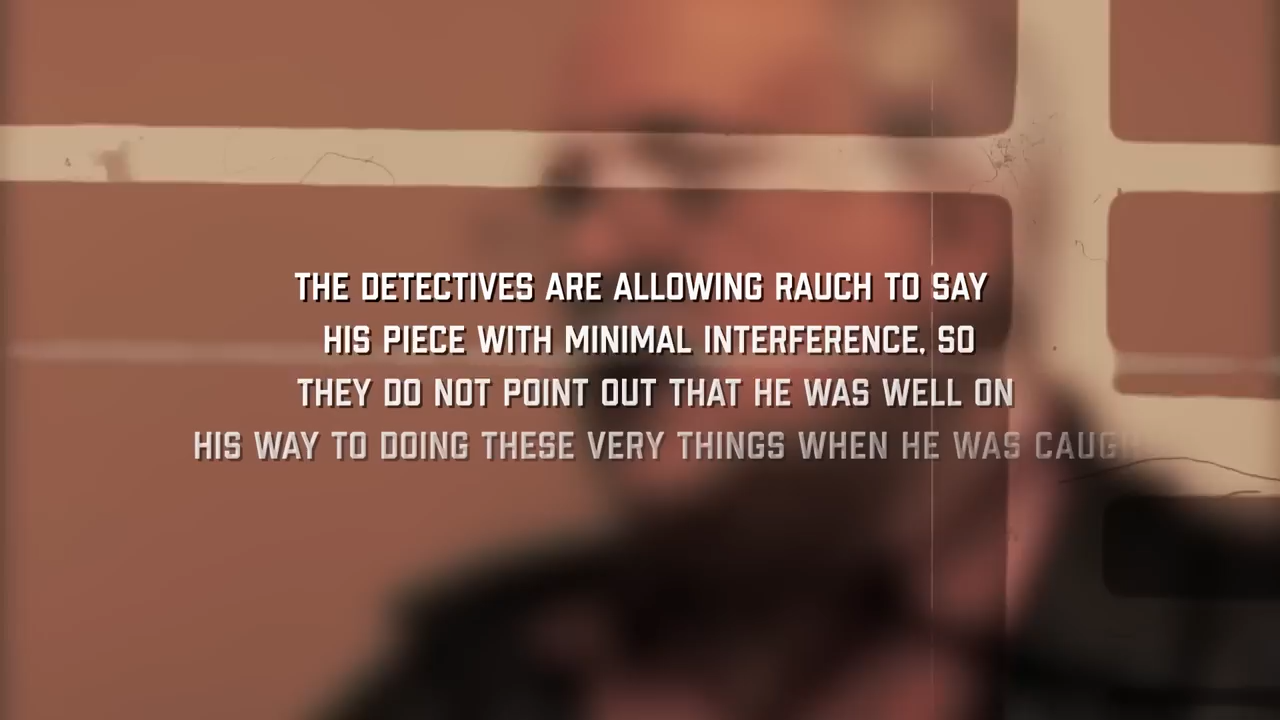 THE DETECTIVES ARE ALLOWING RAUCH TO SAY
HIS PIECE WITH MINIMAL INTERFERENCE, SO
THEY DO NOT POINT OUT THAT HE WAS WELL ON
HIS WAY TO DOING THESE VERY THINGS WHEN HE WAS